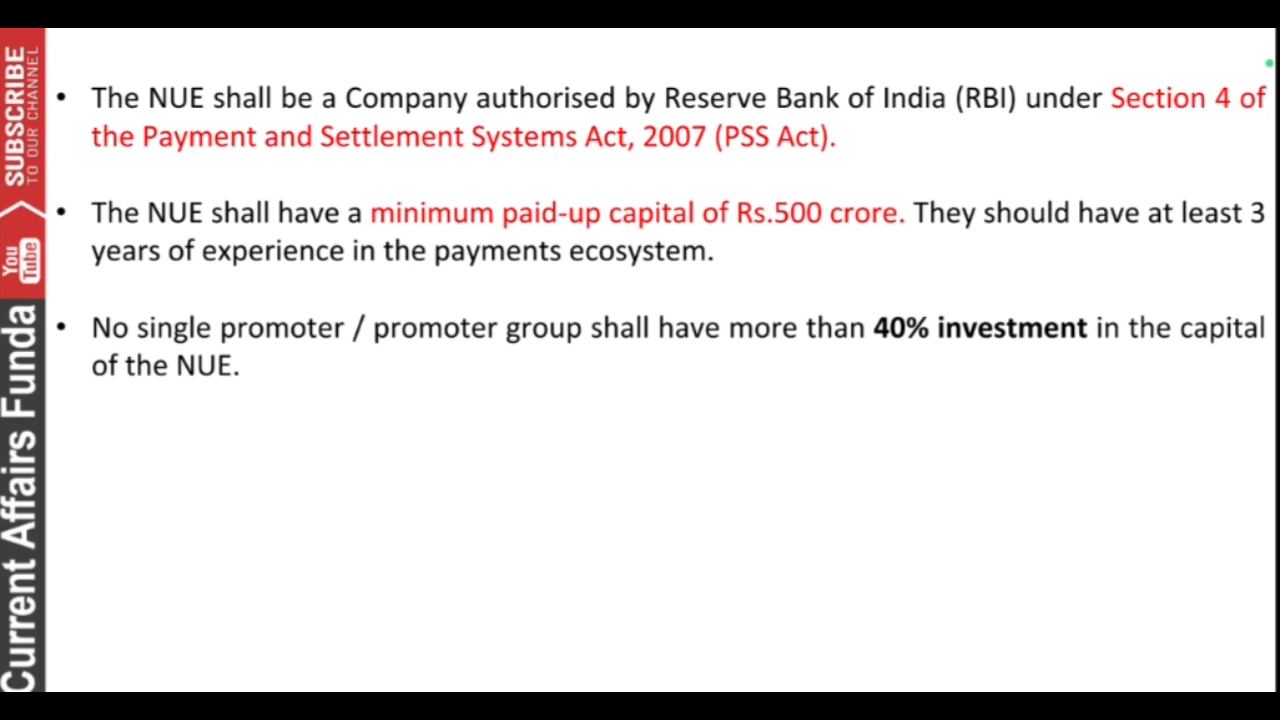 • The NUE shall be a Company authorised by Reserve Bank of India (RBI) under Section 4 of
the Payment and Settlement Systems Act, 2007 (PSS Act).
• The NUE shall have a minimum paid-up capital of Rs.500 crore. They should have at least 3
years of experience in the payments ecosystem.
• No single promoter / promoter group shall have more than 40% investment in the capital
of the NUE.
SUBSCRIBE
TO OUR CHANNEL
You
Tube
Current Affairs Funda